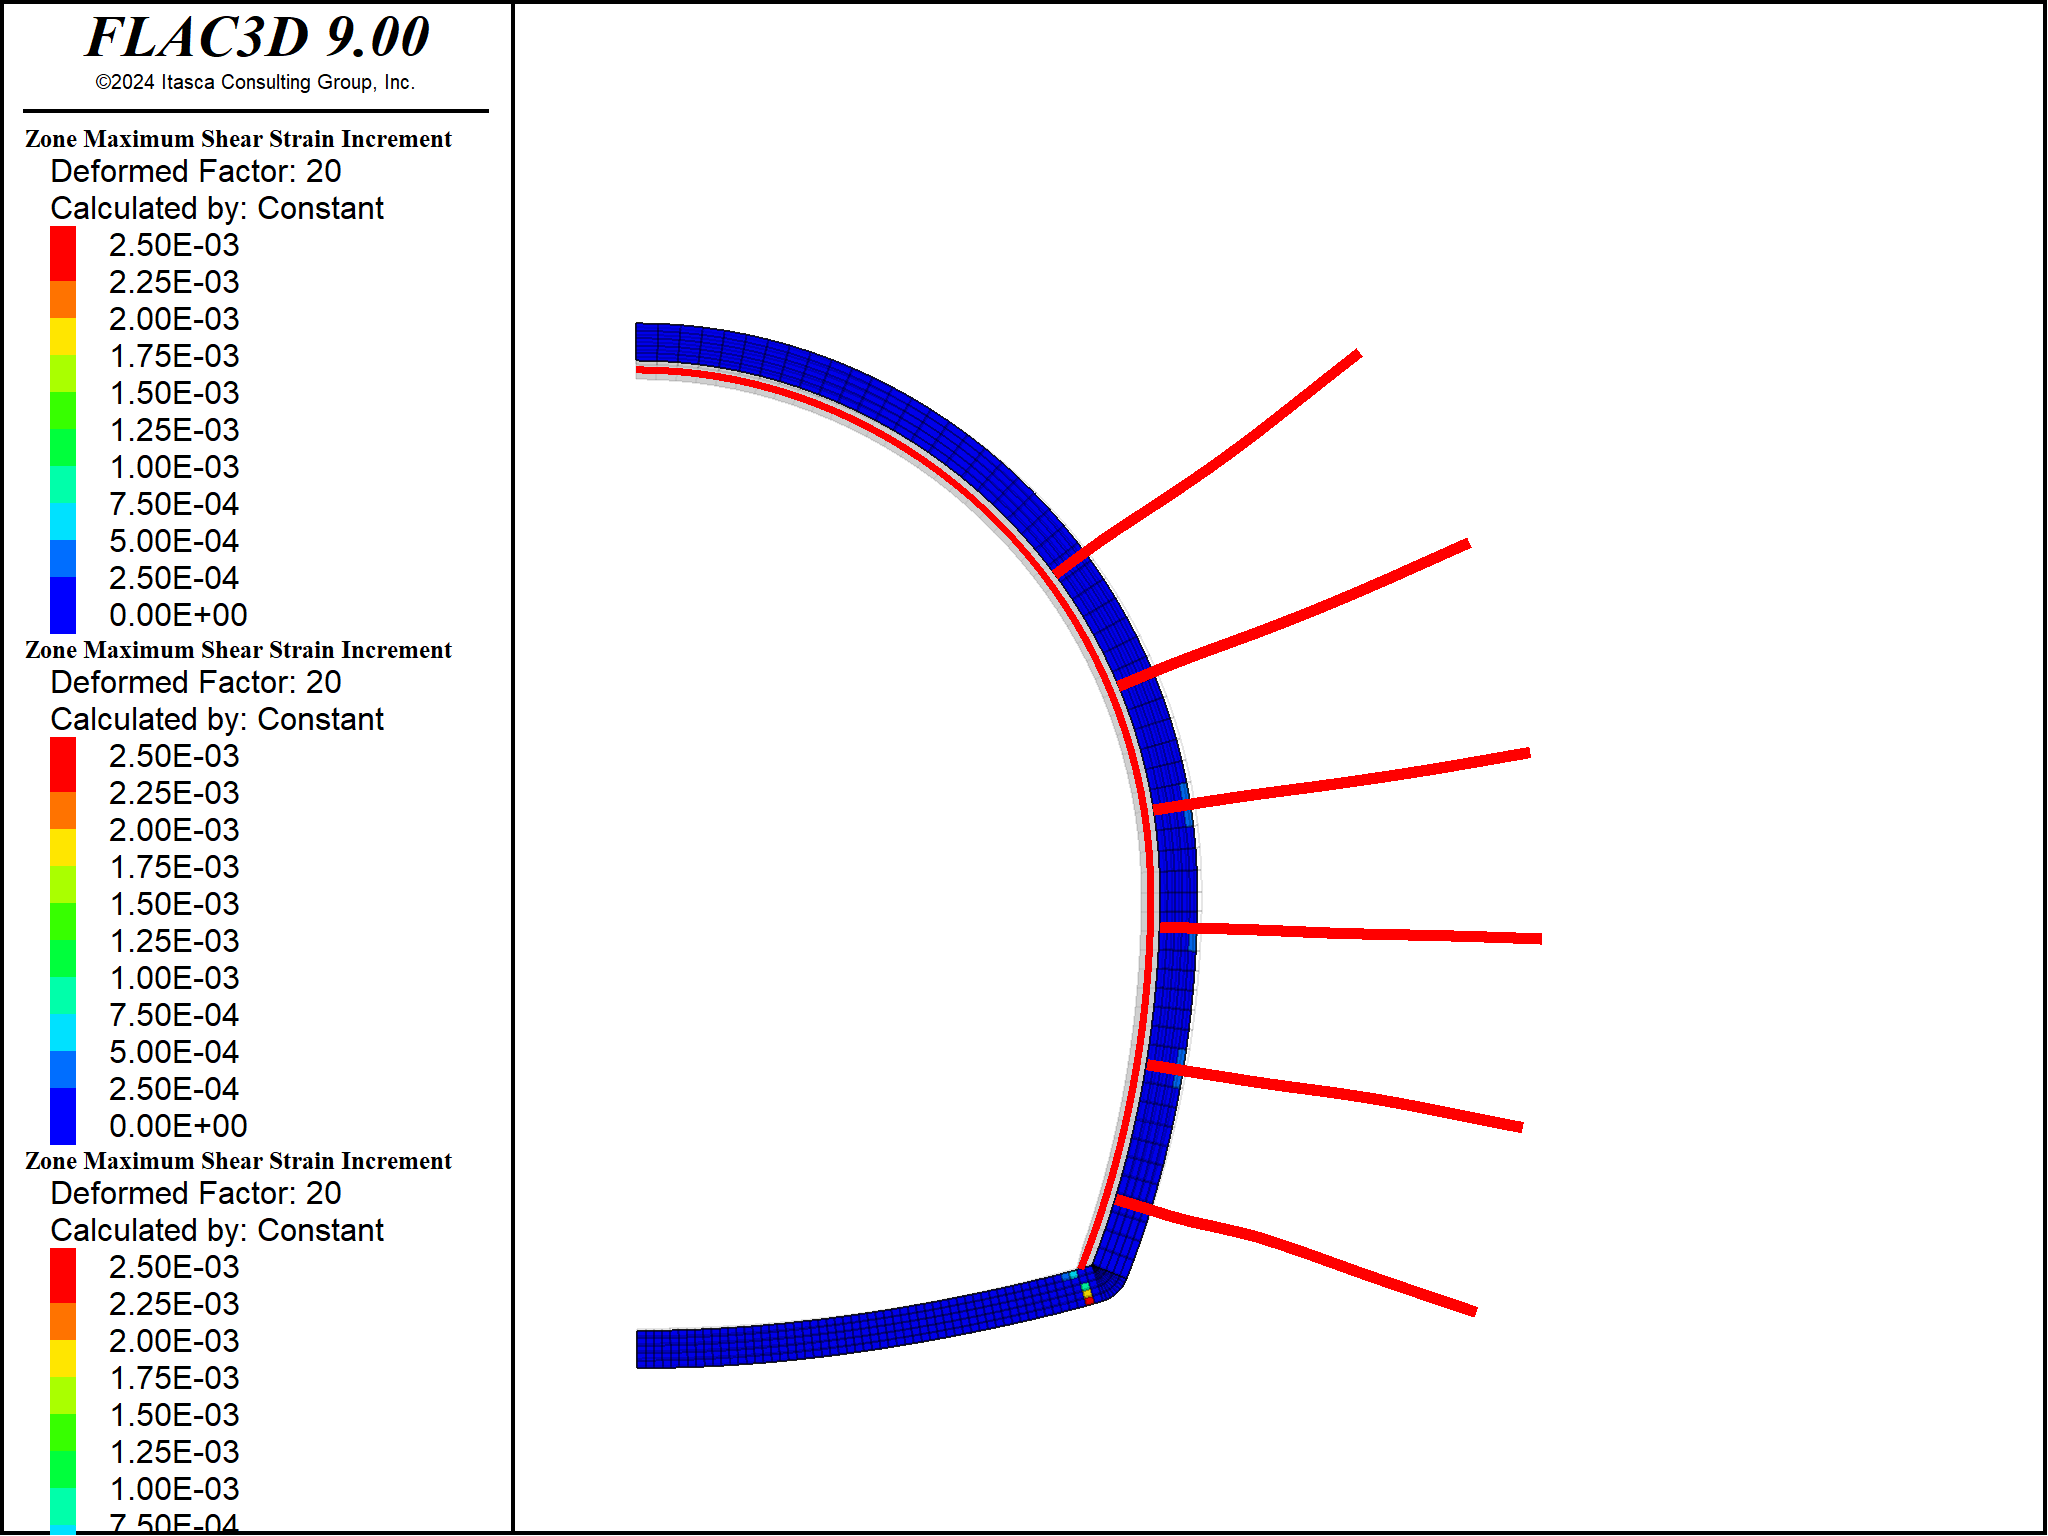 FLAC3D 9.00
©2024 Itasca Consulting Group, Inc.
Zone Maximum Shear Strain Increment
Deformed Factor: 20
Calculated by: Constant
2.50E-03
2.25E-03
2.00E-03
1.75E-03
1.50E-03
1.25E-03
1.00E-03
7.50E-04
5.00E-04
2.50E-04
0.00E+00
Zone Maximum Shear Strain Increment
Deformed Factor: 20
Calculated by: Constant
2.50E-03
2.25E-03
2.00E-03
1.75E-03
1.50E-03
1.25E-03
1.00E-03
7.50E-04
5.00E-04
2.50E-04
0.00E+00
Zone Maximum Shear Strain Increment
Deformed Factor: 20
Calculated by: Constant
2.50E-03
2.25E-03
2.00E-03
1.75E-03
1.50E-03
1.25E-03
1.00E-03
7.50E-04